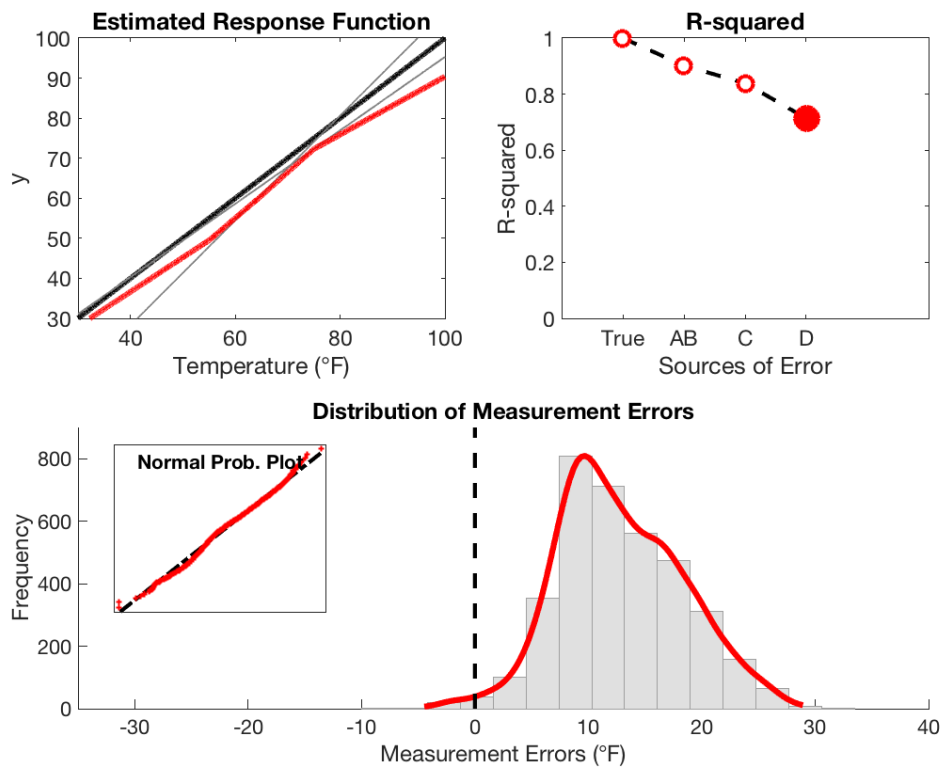 Estimated Response Function
100
90
80
70
60
50
40
30
y
40
60
80
100
Temperature (°F)
R-squared
1
0.8
0.6
0.4
0.2
0
R-squared
True
AB
C
D
Sources of Error
Distribution of Measurement Errors
800
600
400
200
0
Frequency
Normal Prob. Plot
-30
-20
-10
0
10
20
30
40
Measurement Errors (°F)